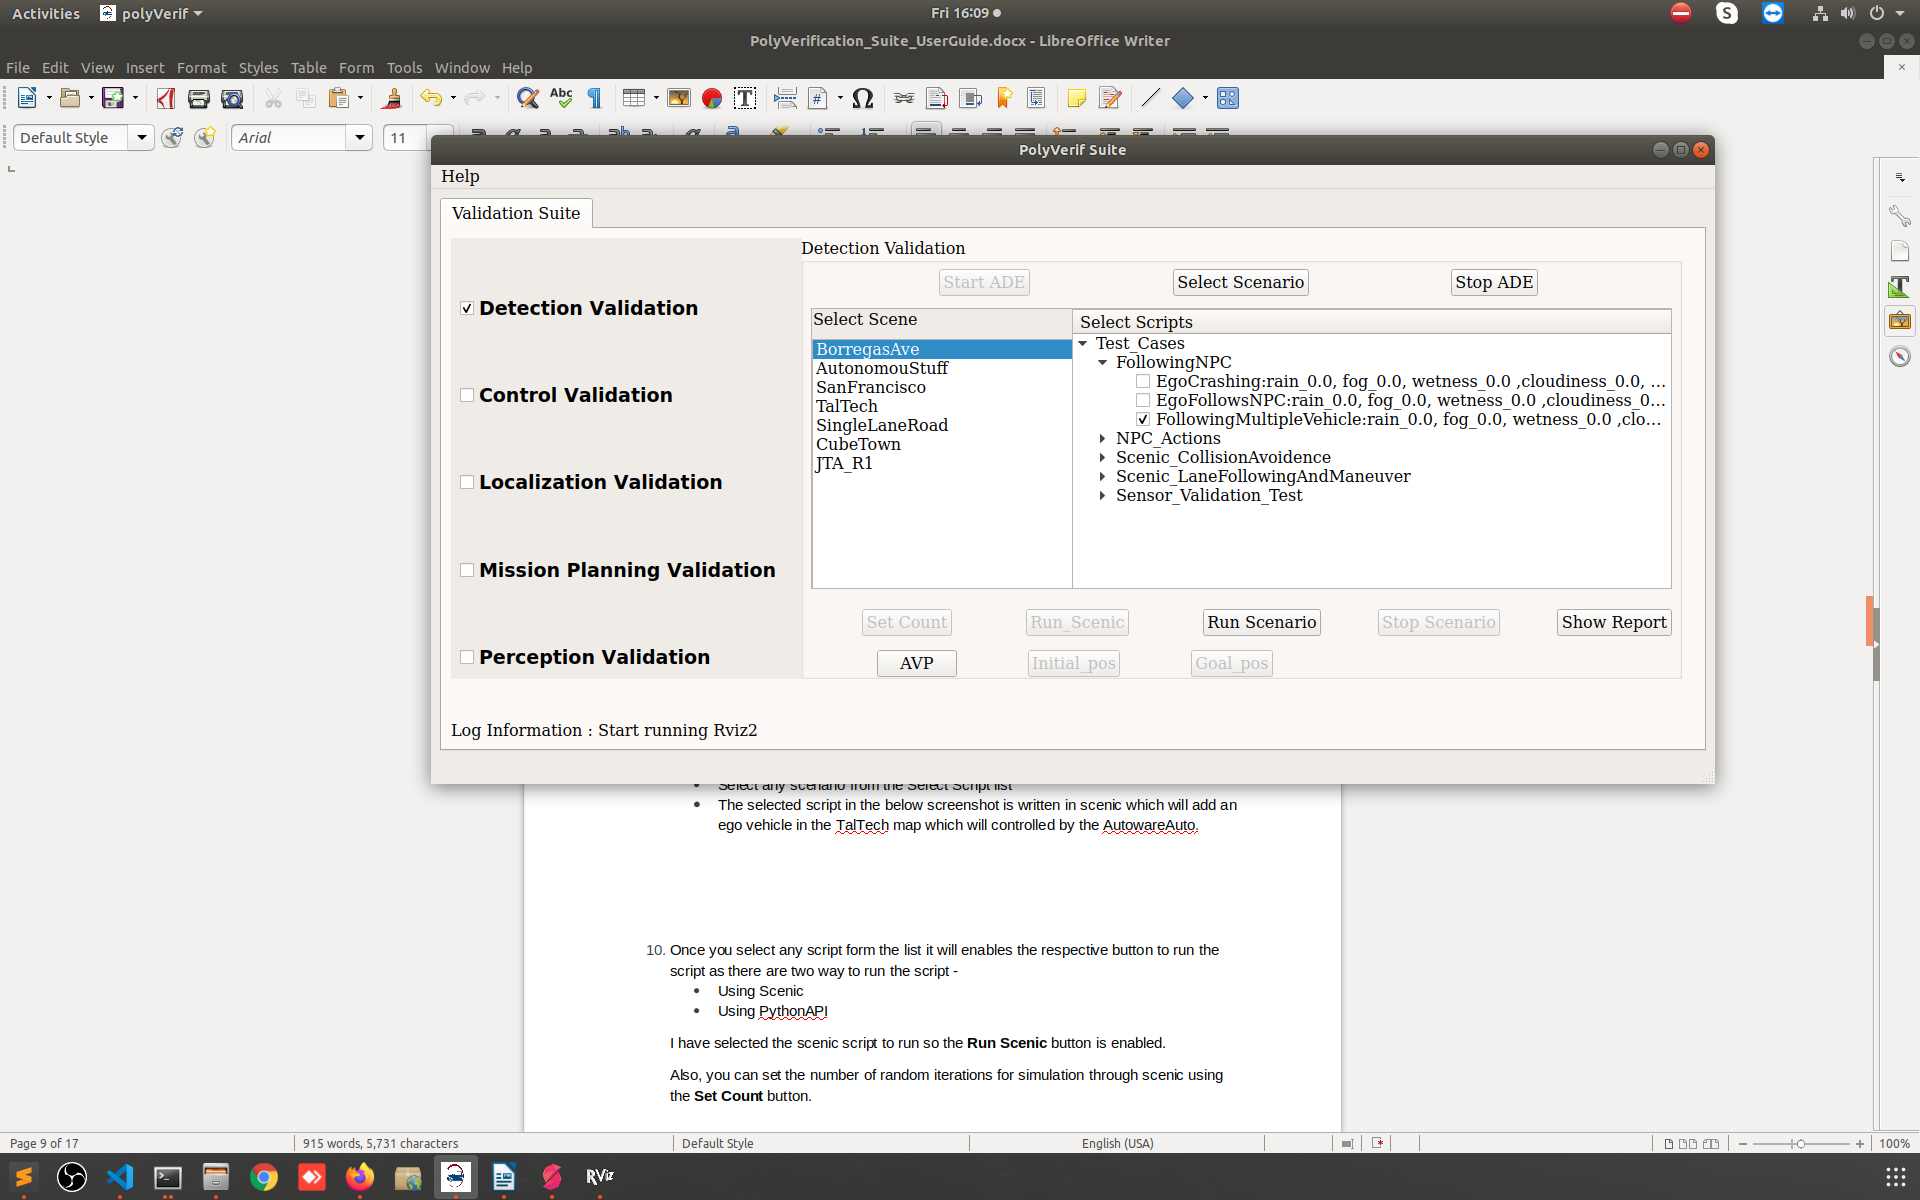 Activities
polyVerif
Fri 16:09
PolyVerification_Suite_UserGuide.docx - LibreOffice Writer
File Edit View Insert Format Styles Table Form Tools Window Help
Default Style
Arial
11
PolyVerif Suite
Help
Validation Suite
Detection Validation
Control Validation
Localization Validation
Mission Planning Validation
Perception Validation
Detection Validation
Start ADE
Select Scenario
Stop ADE
Select Scene
BorregasAve
AutonomouStuff
SanFrancisco
TalTech
SingleLaneRoad
CubeTown
JTA_R1
Select Scripts
Test_Cases
FollowingNPC
EgoCrashing:rain_0.0, fog_0.0, wetness_0.0 ,cloudiness_0.0, ...
EgoFollowsNPC:rain_0.0, fog_0.0, wetness_0.0 ,cloudiness_0...
FollowingMultipleVehicle:rain_0.0, fog_0.0, wetness_0.0 ,clo...
NPC_Actions
Scenic_CollisionAvoidence
Scenic_LaneFollowingAndManeuver
Sensor_Validation_Test
Set Count
Run_Scenic
Run Scenario
Stop Scenario
Show Report
AVP
Initial_pos
Goal_pos
Log Information : Start running Rviz2
Select any scenario from the Select Script list
The selected script in the below screenshot is written in scenic which will add an
ego vehicle in the TalTech map which will controlled by the AutowareAuto.
10. Once you select any script form the list it will enables the respective button to run the
script as there are two way to run the script -
Using Scenic
Using PythonAPI
I have selected the scenic script to run so the Run Scenic button is enabled.
Also, you can set the number of random iterations for simulation through scenic using
the Set Count button.
Page 9 of 17
915 words, 5,731 characters
Default Style
English (USA)
100%
RViz